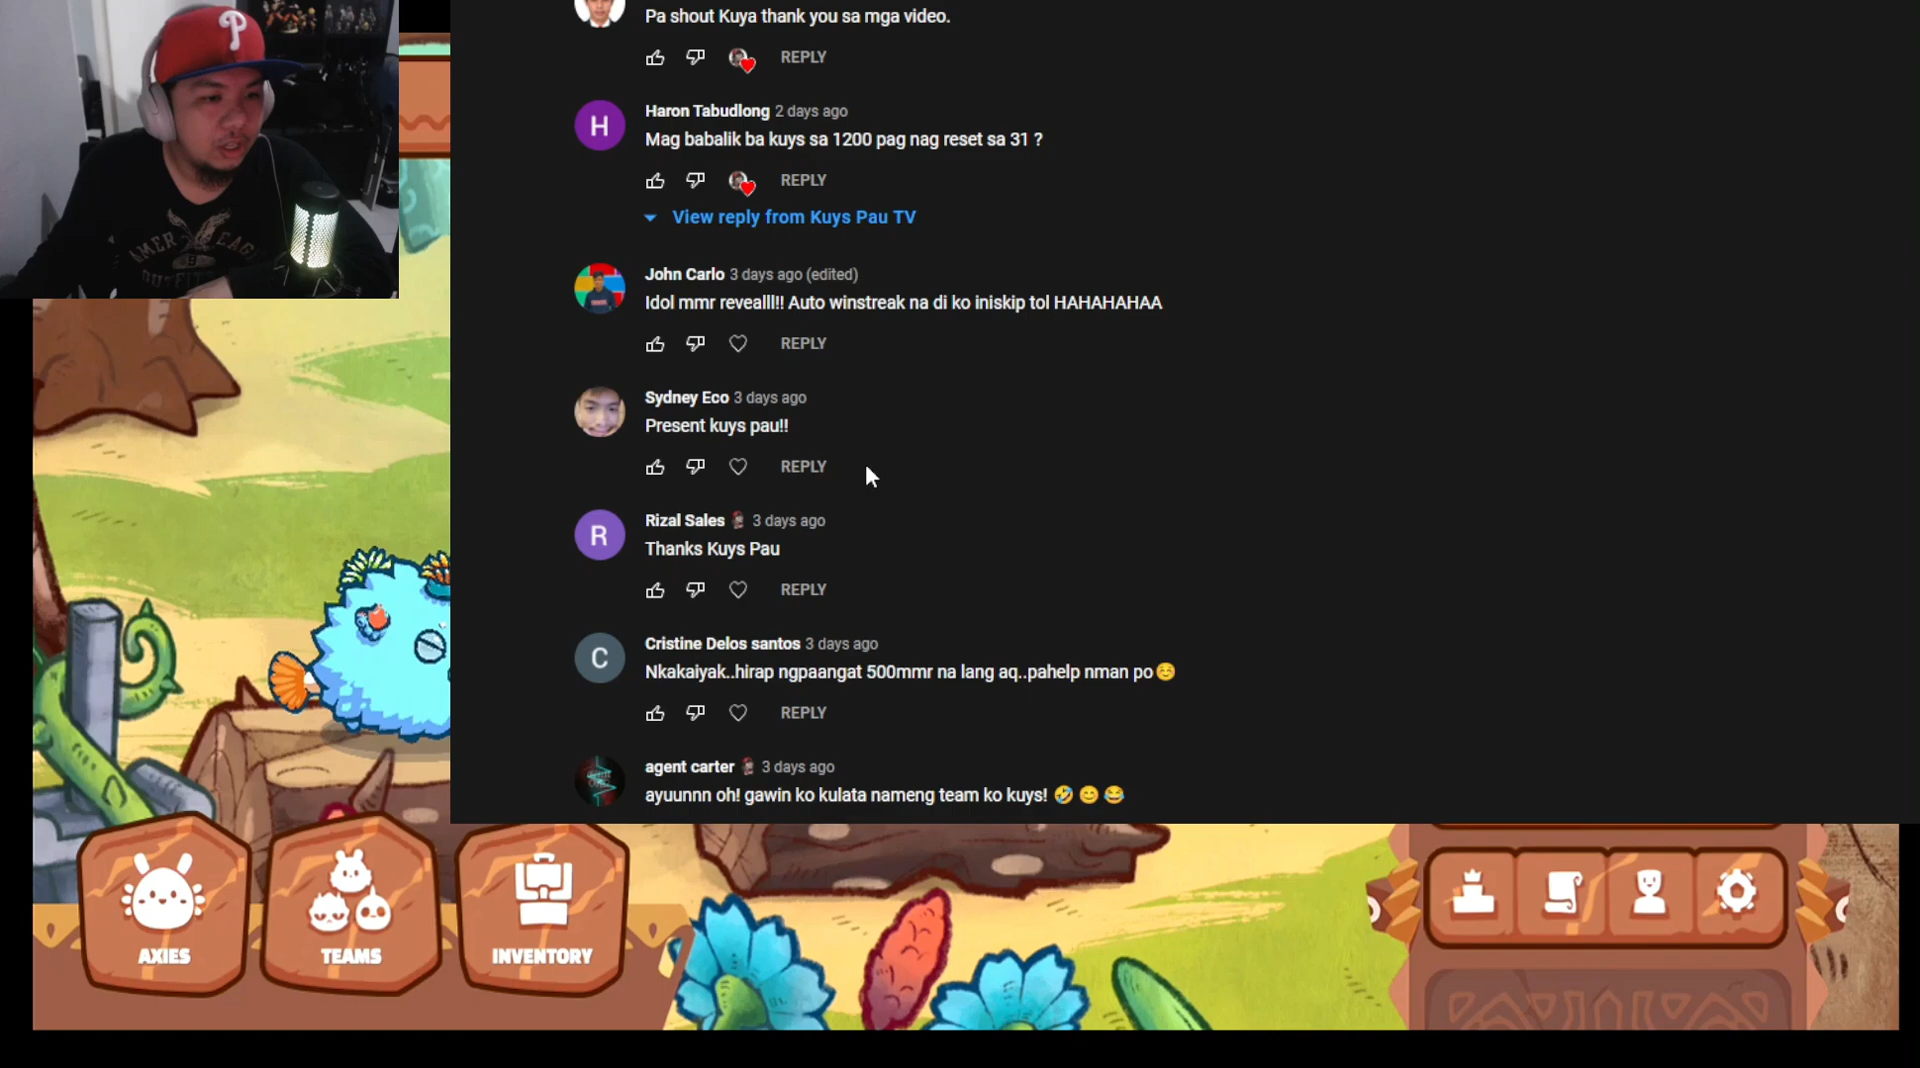 Pa shout Kuya thank you sa mga video.
REPLY
H
Haron Tabudlong 2 days ago
Mag babalik ba kuys sa 1200 pag nag reset sa 31 ?
REPLY
View reply from Kuys Pau TV
John Carlo 3 days ago (edited)
Idol mmr revealll!! Auto winstreak na di ko iniskip tol HAHAHAHAA
REPLY
Sydney Eco 3 days ago
Present kuys pau!!
REPLY
R
Rizal Sales 3 days ago
Thanks Kuys Pau
REPLY
C
Cristine Delos santos 3 days ago
Nkakaiyak..hirap ngpaangat 500mmr na lang aq..pahelp nman po☺️
REPLY
agent carter 3 days ago
ayuunnn oh! gawin ko kulata nameng team ko kuys! 🤣😊😂
AXIES
TEAMS
INVENTORY
P
AMER EAG
OUTFIT
9